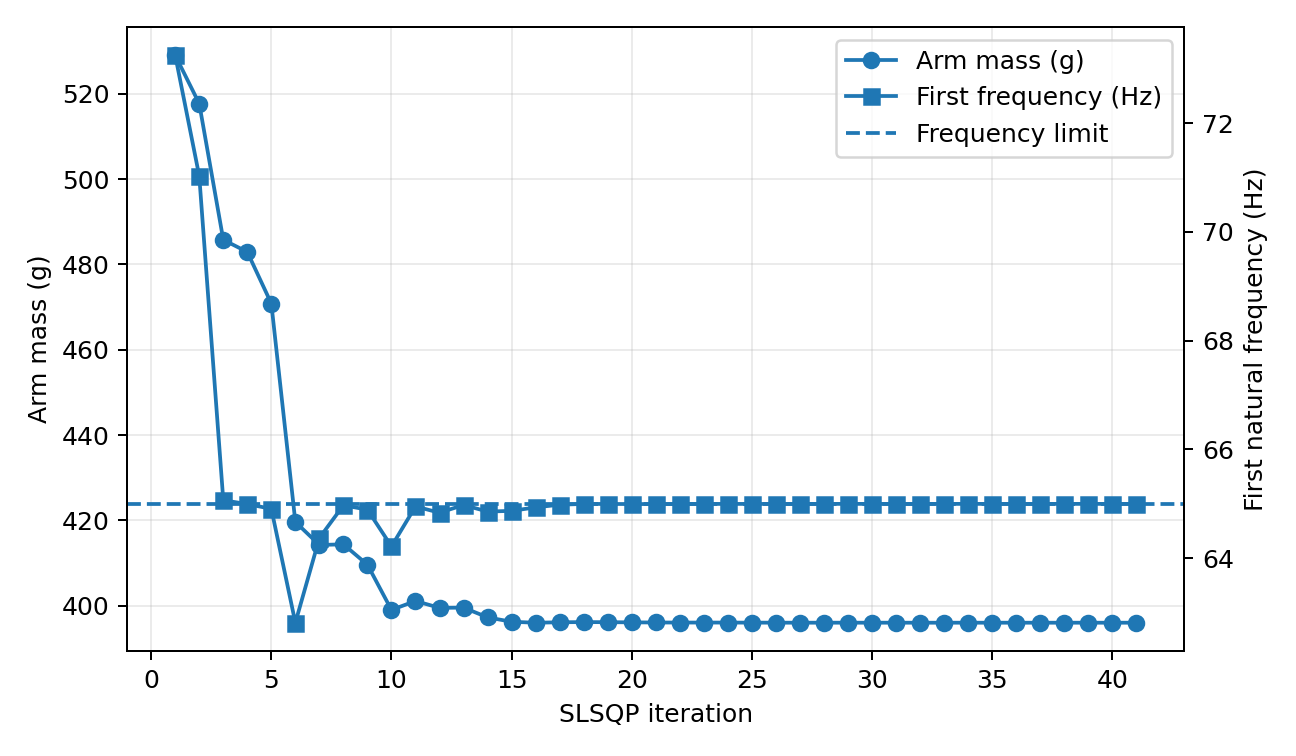 Arm mass (g)
First frequency (Hz)
Frequency limit
520
500
480
460
440
420
400
72
70
68
66
64
Arm mass (g)
First natural frequency (Hz)
0 5 10 15 20 25 30 35 40
SLSQP iteration